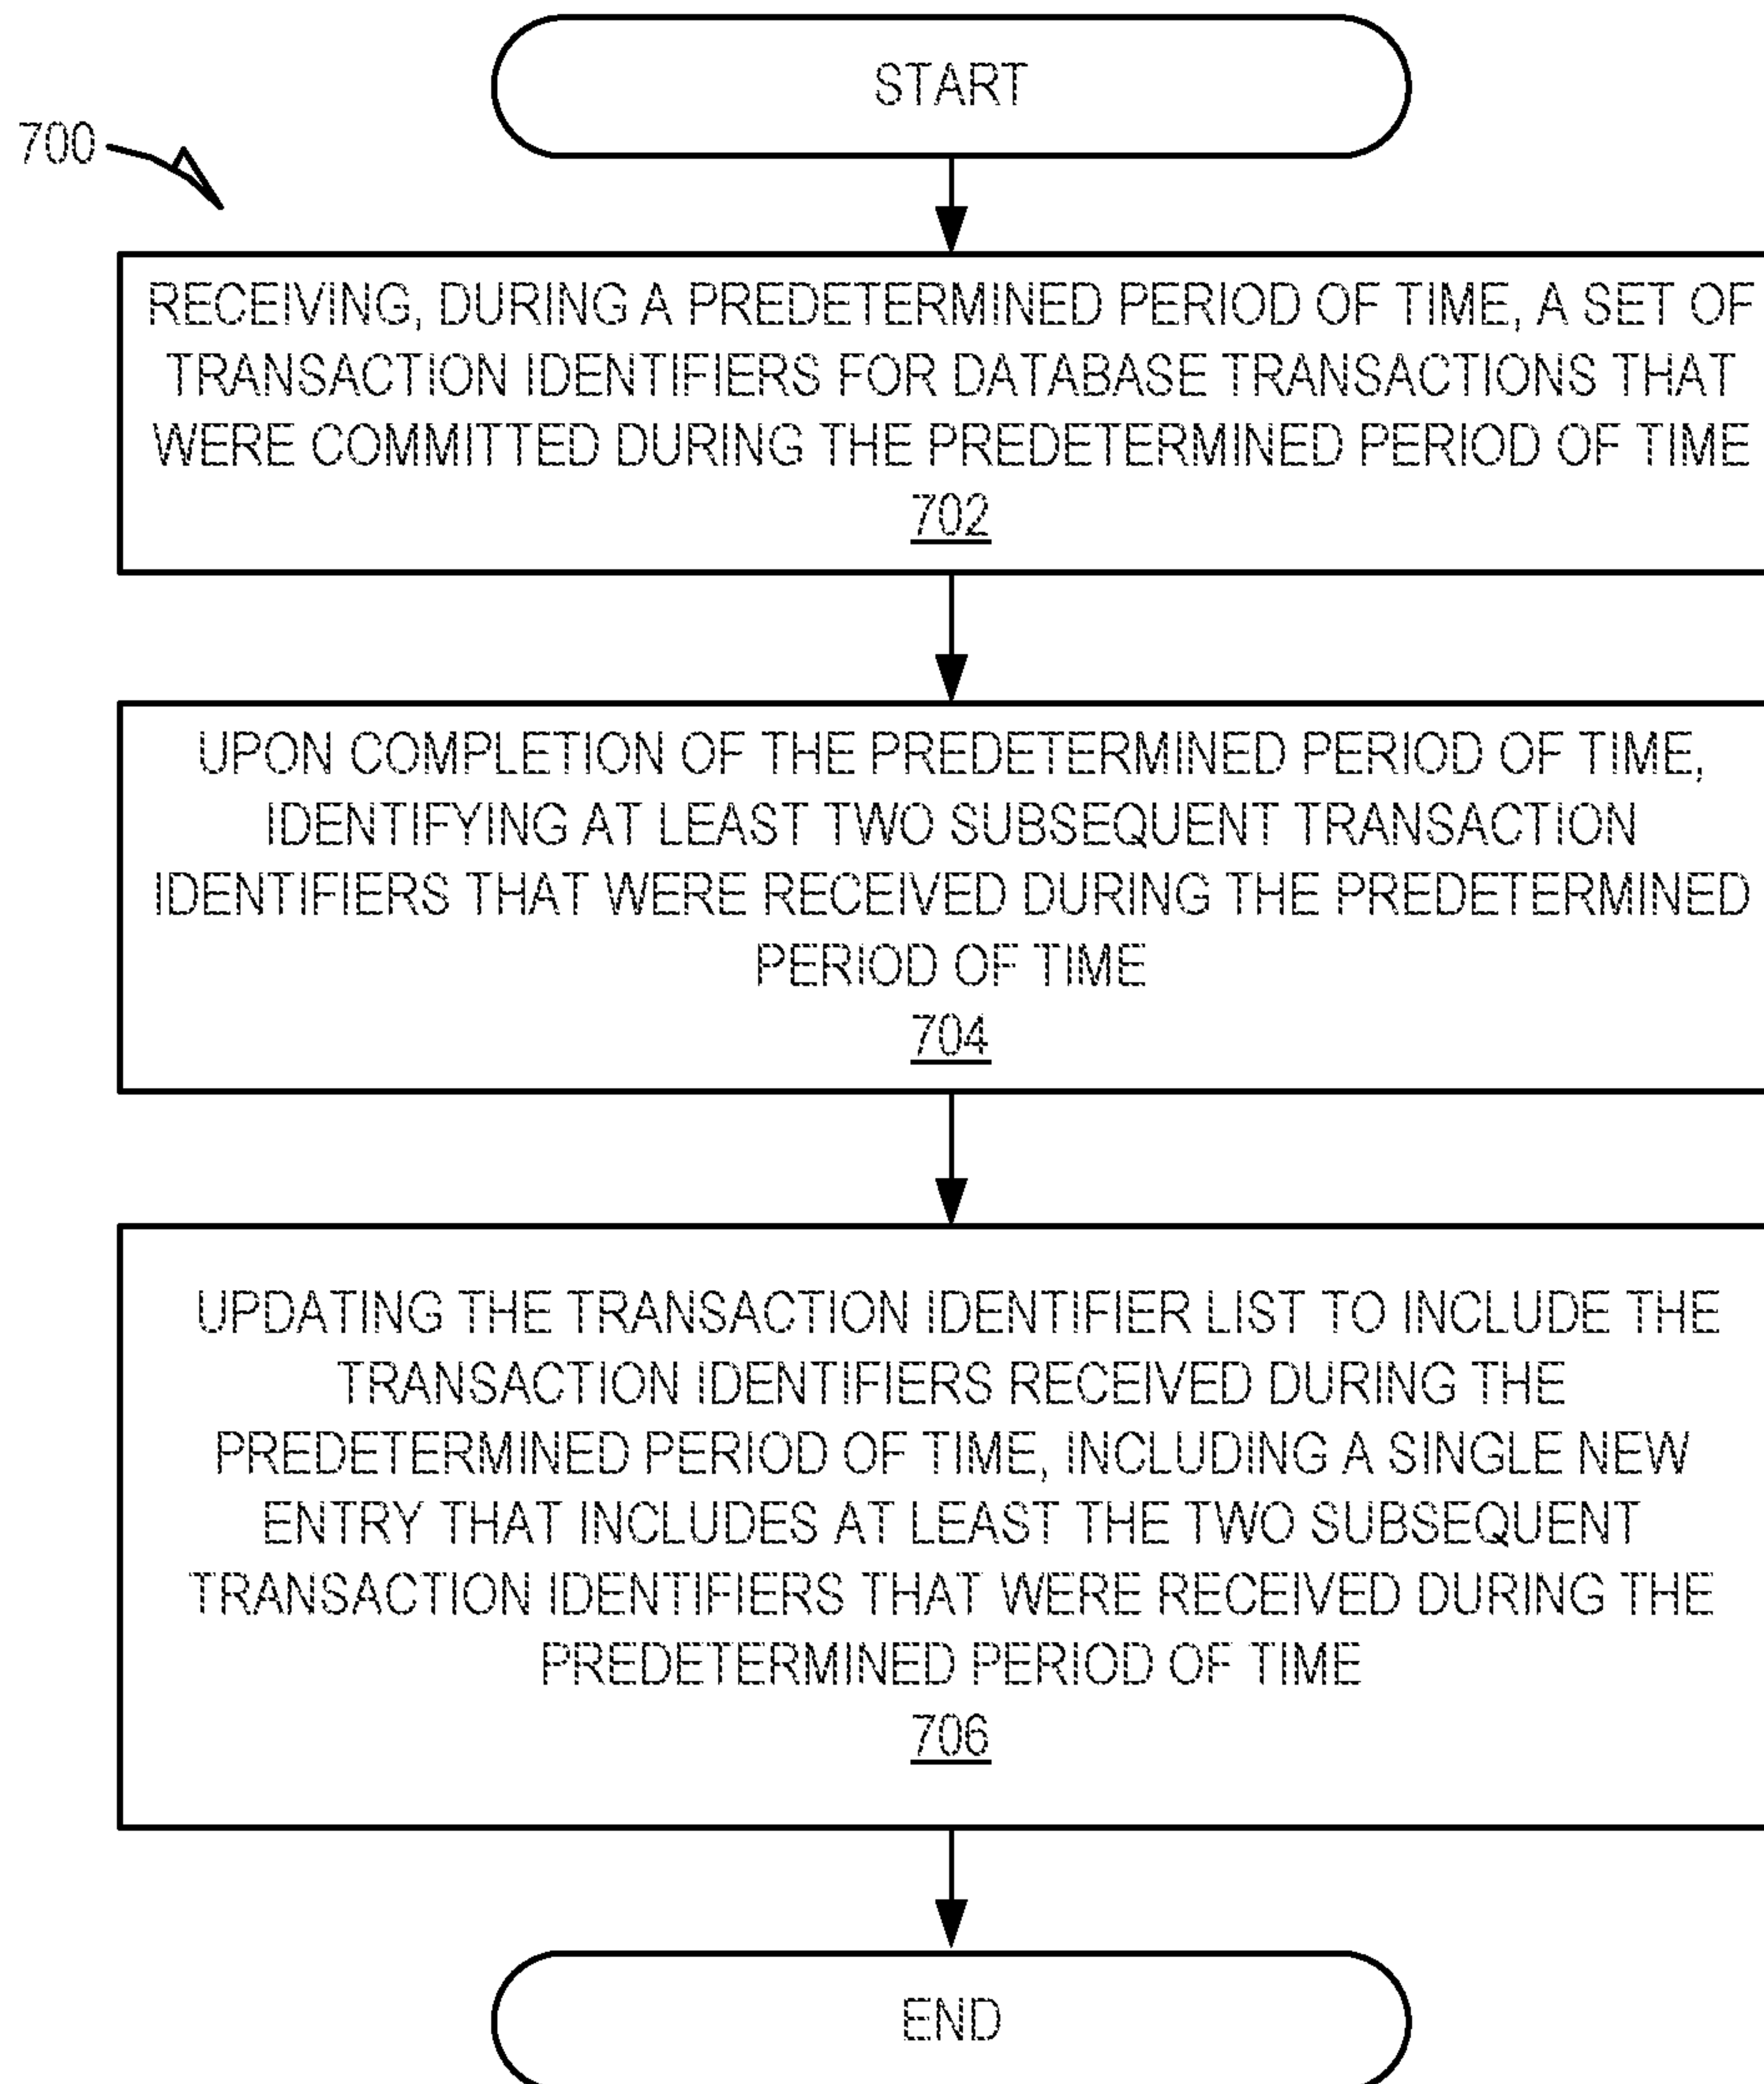 START
700
RECEIVING, DURING A PREDETERMINED PERIOD OF TIME, A SET OF
TRANSACTION IDENTIFIERS FOR DATABASE TRANSACTIONS THAT
WERE COMMITTED DURING THE PREDETERMINED PERIOD OF TIME
702
UPON COMPLETION OF THE PREDETERMINED PERIOD OF TIME,
IDENTIFYING AT LEAST TWO SUBSEQUENT TRANSACTION
IDENTIFIERS THAT WERE RECEIVED DURING THE PREDETERMINED
PERIOD OF TIME
704
UPDATING THE TRANSACTION IDENTIFIER LIST TO INCLUDE THE
TRANSACTION IDENTIFIERS RECEIVED DURING THE
PREDETERMINED PERIOD OF TIME, INCLUDING A SINGLE NEW
ENTRY THAT INCLUDES AT LEAST THE TWO SUBSEQUENT
TRANSACTION IDENTIFIERS THAT WERE RECEIVED DURING THE
PREDETERMINED PERIOD OF TIME
706
END